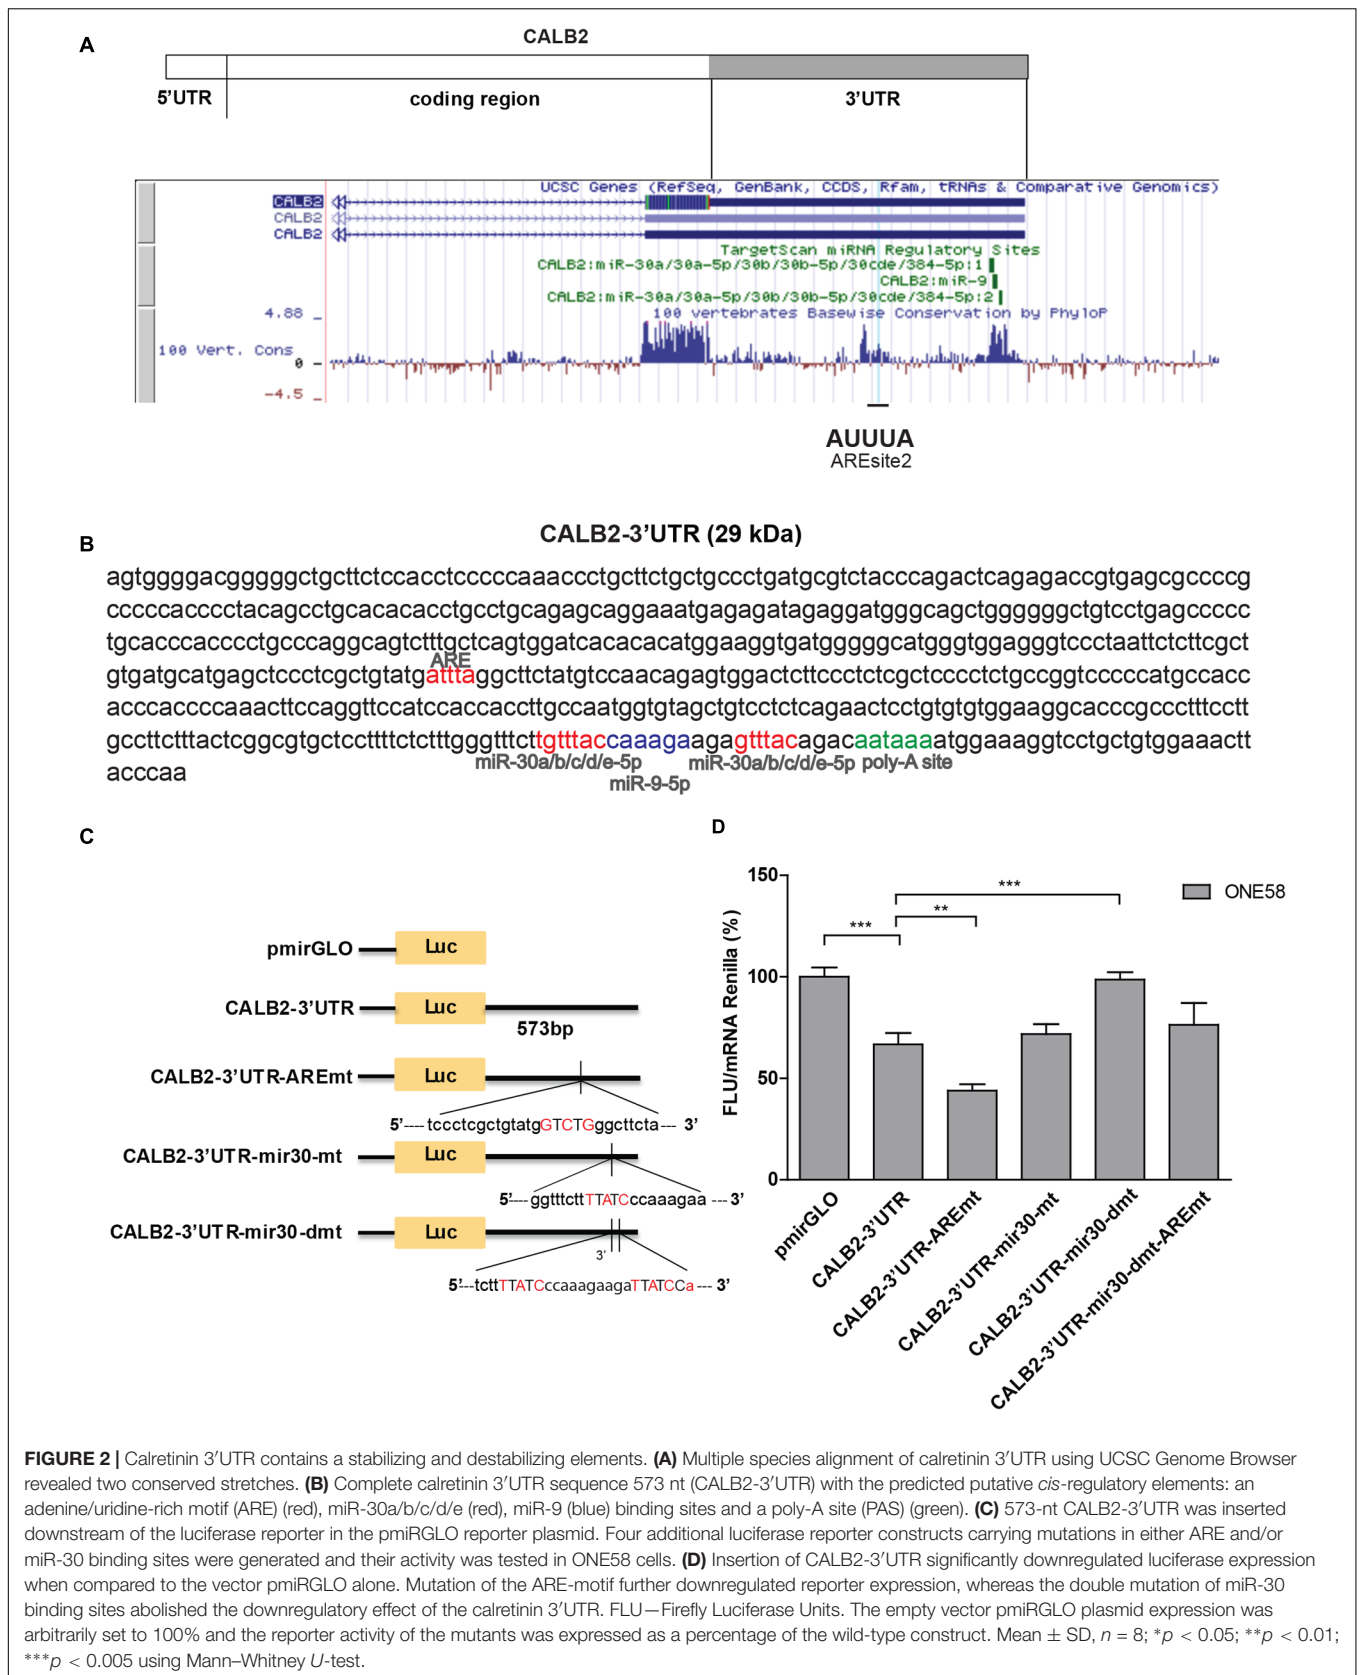 A
CALB2
5'UTR
coding region
3'UTR
UCSC Genes (RefSeq, GenBank, CCDS, Rfam, tRNAs & Comparative Genomics)
CALB2
CALB2
CALB2
TargetScan miRNA Regulatory Sites
CALB2:miR-30a/30a-5p/30b/30b-5p/30cde/384-5p:1
CALB2:miR-9
CALB2:miR-30a/30a-5p/30b/30b-5p/30cde/384-5p:2
4.88 _
100 vertebrates Basewise Conservation by PhyloP
100 Vert. Cons
0 _
-4.5 _
AUUUA
AREsite2
B
CALB2-3'UTR (29 kDa)
agtggggacgggggctgcttctccacctcccccaaaccctgcttctgctgccctgatgcgtctacccagactcagagaccgtgagcgccccg
cccccaccccctacagcctgcacacacctgcctgcagagcaggaaatgagagatagaggatgggcagctggggggctgtcctgagccccc
tgcacccacccctgcccaggcagtctttgctcagtggatcacacacatggaaggtgatgggggcatgggtggagggtccctaattctcttcgct
ARE
gtgatgcatgagctccctcgctgtatgatttaggcttctatgtccaacagagtggactcttccctctcgctcccctctgccggtcccccatgccacc
acccaccccaaacttccaggttccatccaccaccttgccaatggtgtagctgtcctctcagaactcctgtgtgtggaaggcacccgccctttcctt
gccttctttactcggcgtgctccttttctctttgggtttcttgtttaccaaagaagagtttacagacaataaaatggaaaggtcctgctgtggaaactt
miR-30a/b/c/d/e-5p
miR-9-5p
miR-30a/b/c/d/e-5p
poly-A site
acccaa
C
pmirGLO
Luc
CALB2-3'UTR
Luc
573bp
CALB2-3'UTR-AREmt
Luc
5'---- tccctcgctgtatgGTCTGggcttcta--- 3'
CALB2-3'UTR-mir30-mt
Luc
5'---- ggtttcttTTATCccaaagaa ---3'
CALB2-3'UTR-mir30-dmt
Luc
3'
5'---tcttTTATCccaaagaagaTTATCCa--- 3'
D
FLU/mRNA Renilla (%)
150
100
50
0
***
**
***
ONE58
pmirGLO
CALB2-3'UTR
CALB2-3'UTR-AREmt
CALB2-3'UTR-mir30-mt
CALB2-3'UTR-mir30-dmt
CALB2-3'UTR-mir30-dmt-AREmt
FIGURE 2 | Calretinin 3′UTR contains a stabilizing and destabilizing elements. (A) Multiple species alignment of calretinin 3′UTR using UCSC Genome Browser
revealed two conserved stretches. (B) Complete calretinin 3′UTR sequence 573 nt (CALB2-3′UTR) with the predicted putative cis-regulatory elements: an
adenine/uridine-rich motif (ARE) (red), miR-30a/b/c/d/e (red), miR-9 (blue) binding sites and a poly-A site (PAS) (green). (C) 573-nt CALB2-3′UTR was inserted
downstream of the luciferase reporter in the pmiRGLO reporter plasmid. Four additional luciferase reporter constructs carrying mutations in either ARE and/or
miR-30 binding sites were generated and their activity was tested in ONE58 cells. (D) Insertion of CALB2-3′UTR significantly downregulated luciferase expression
when compared to the vector pmiRGLO alone. Mutation of the ARE-motif further downregulated reporter expression, whereas the double mutation of miR-30
binding sites abolished the downregulatory effect of the calretinin 3′UTR. FLU—Firefly Luciferase Units. The empty vector pmiRGLO plasmid expression was
arbitrarily set to 100% and the reporter activity of the mutants was expressed as a percentage of the wild-type construct. Mean ± SD, n = 8; *p < 0.05; **p < 0.01;
***p < 0.005 using Mann–Whitney U-test.